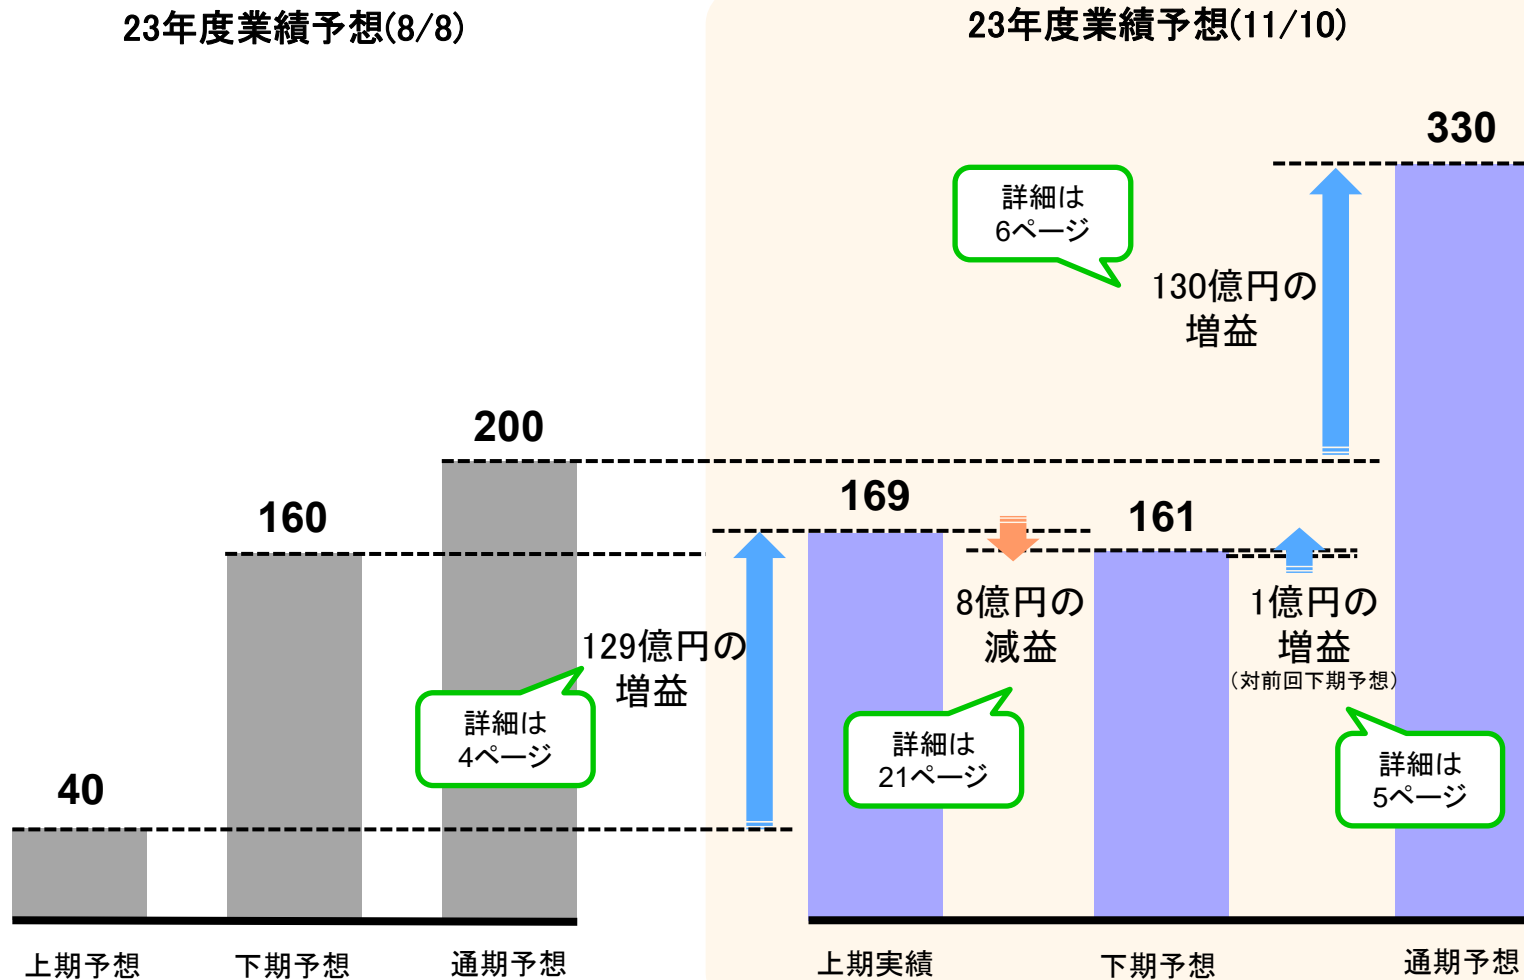 23年度業績予想(8/8)
200
160
40
129億円の
増益
詳細は
4ページ
上期予想
下期予想
通期予想
23年度業績予想(11/10)
330
詳細は
6ページ
130億円の
増益
169
161
8億円の
減益
1億円の
増益
(対前回下期予想)
詳細は
21ページ
詳細は
5ページ
上期実績
下期予想
通期予想